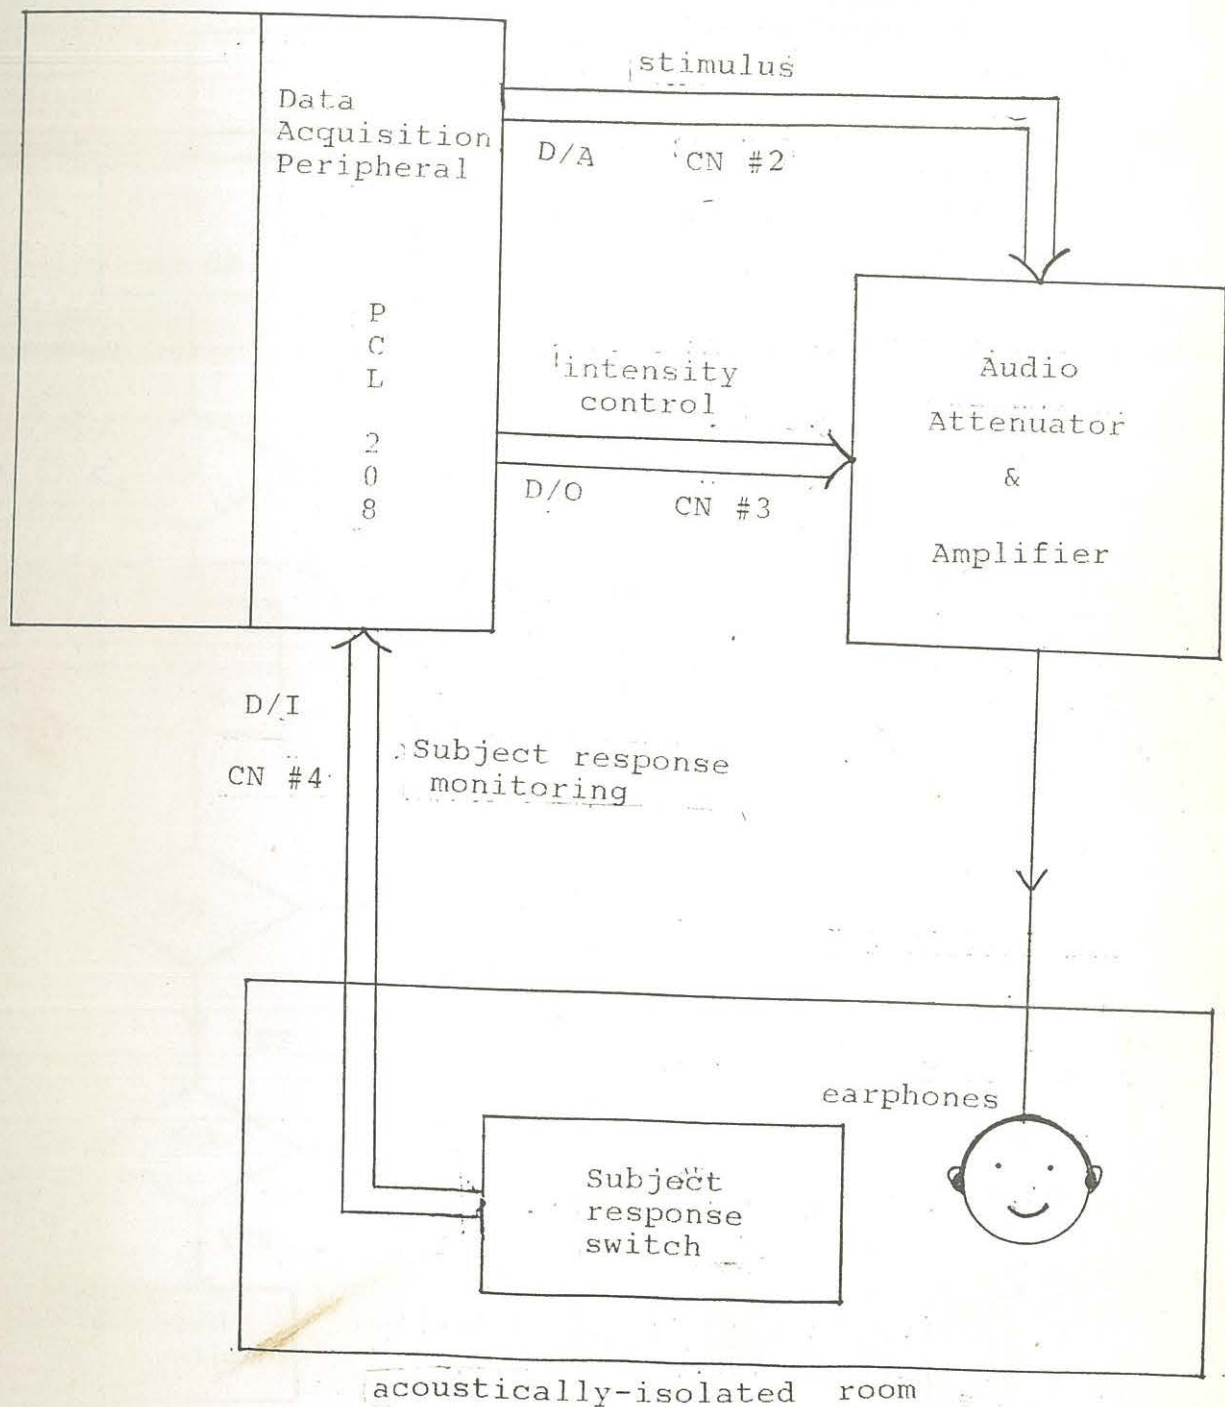 stimulus
Data
Acquisition
Peripheral
D/A CN #2
P
C
L
2
0
8
intensity
control
D/O CN #3
Audio
Attenuator
&
Amplifier
D/I
CN #4
Subject response
monitoring
earphones
Subject
response
switch
acoustically-isolated room